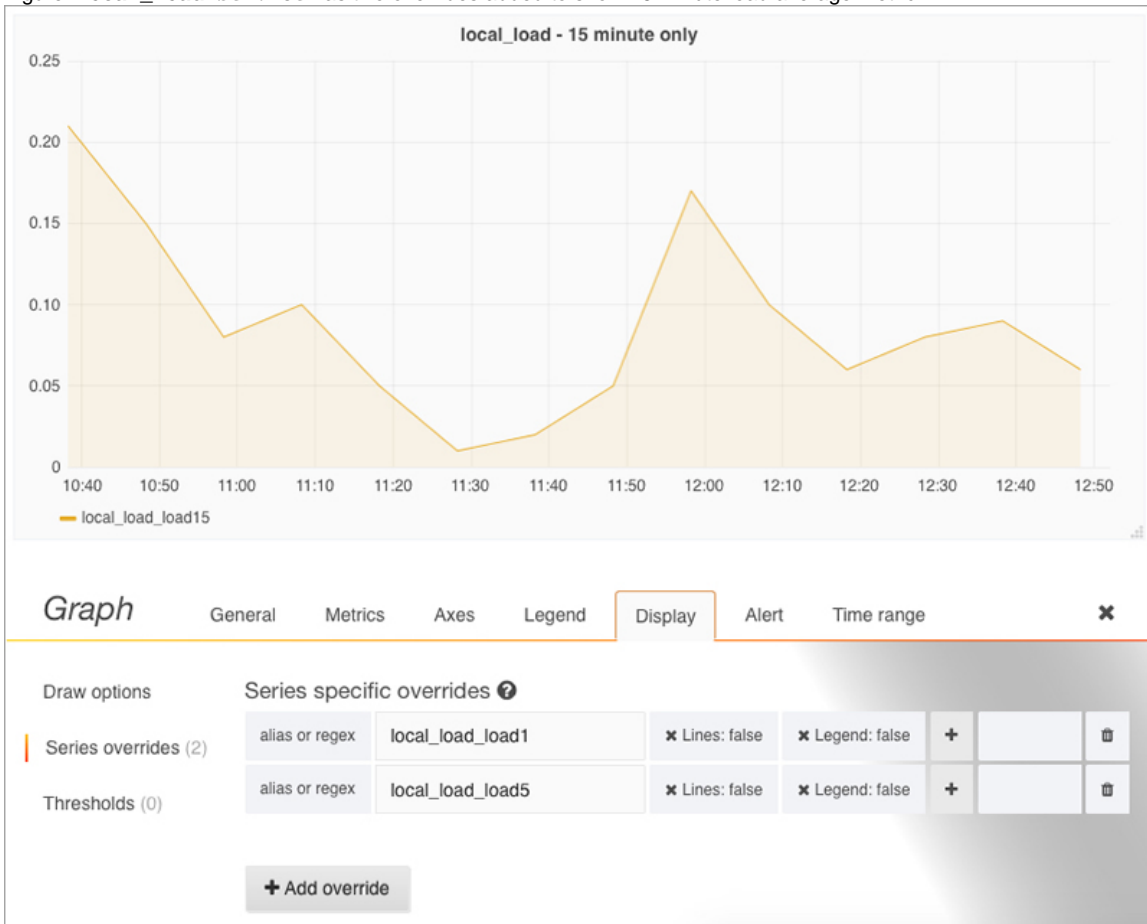 local_load - 15 minute only
0.25
0.20
0.15
0.10
0.05
0
10:40 10:50 11:00 11:10 11:20 11:30 11:40 11:50 12:00 12:10 12:20 12:30 12:40 12:50
local_load_load15
Graph General Metrics Axes Legend Display Alert Time range
Draw options
Series overrides (2)
Thresholds (0)
Series specific overrides
alias or regex local_load_load1 Lines: false Legend: false
alias or regex local_load_load5 Lines: false Legend: false
Add override